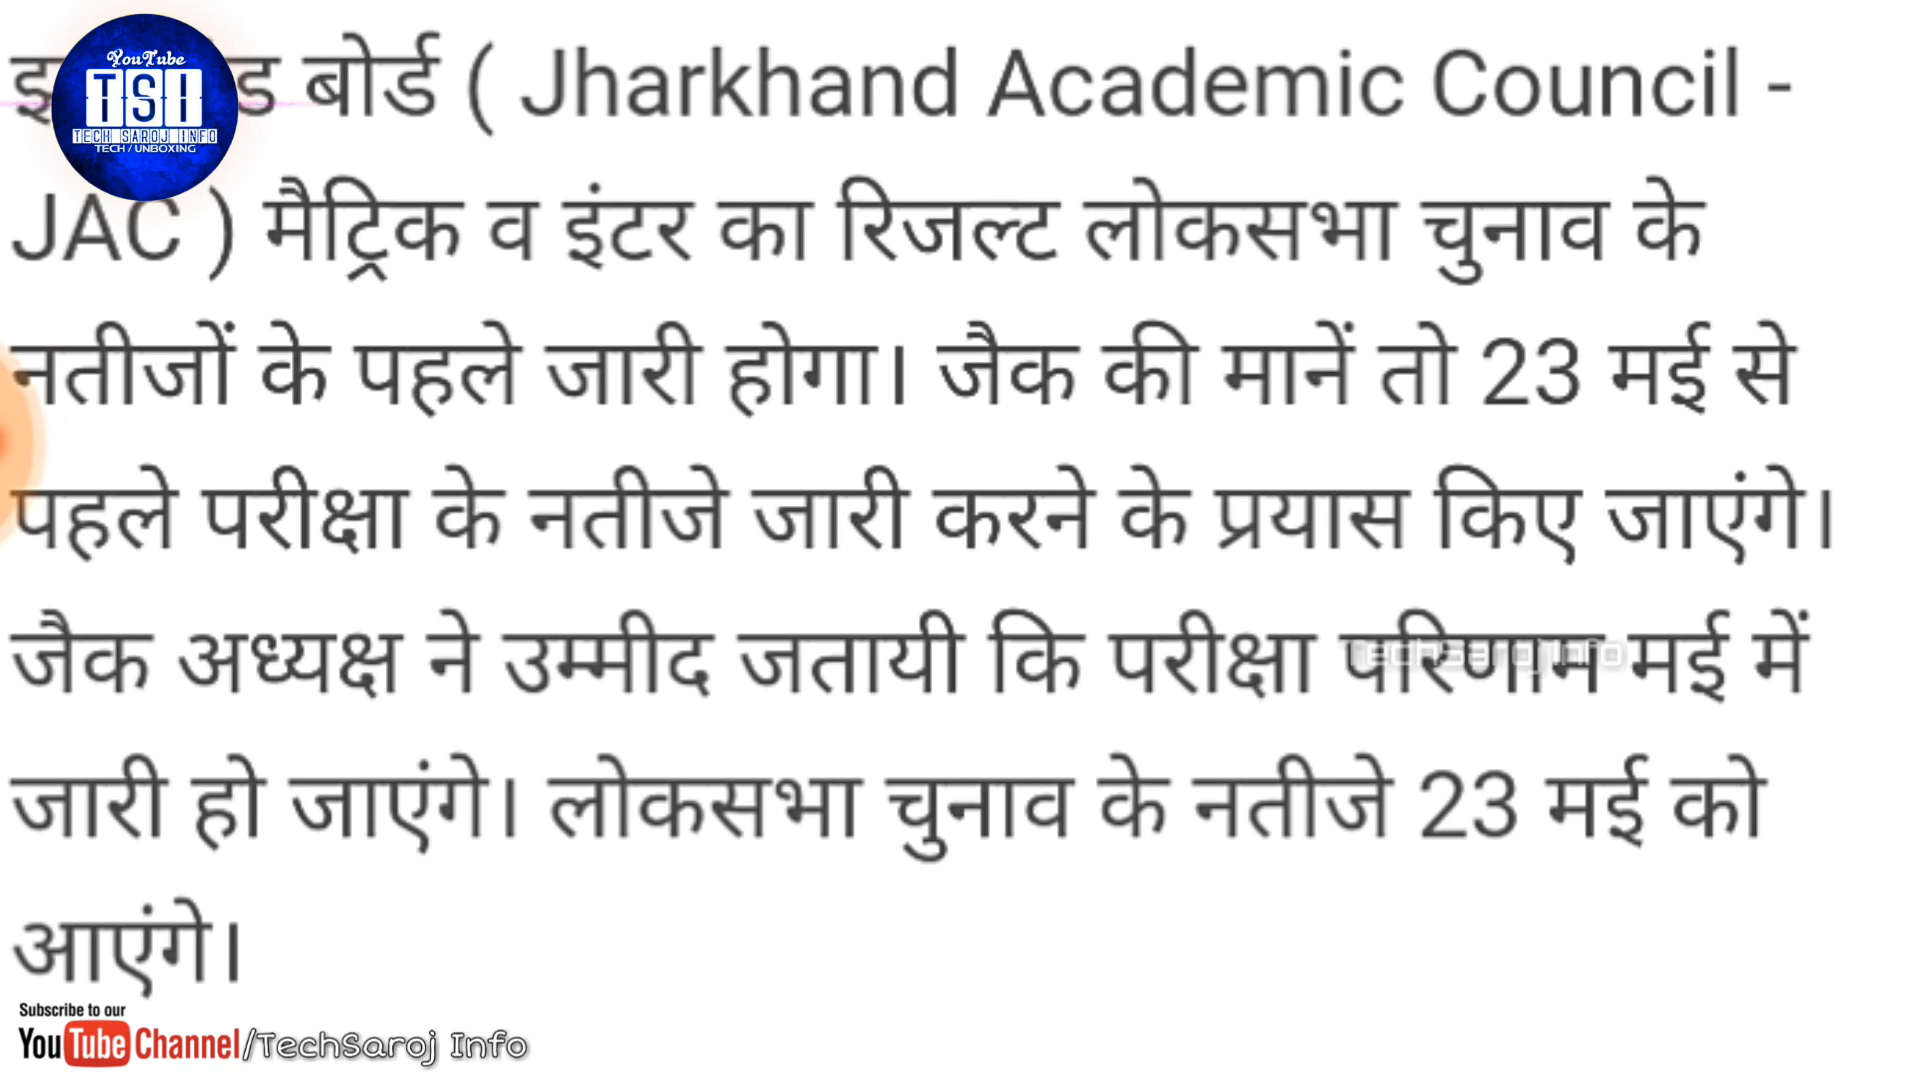 YouTube
TSI
TECH SAROJ INFO
TECH / UNBOXING
बोर्ड ( Jharkhand Academic Council -
JAC ) मैट्रिक व इंटर का रिजल्ट लोकसभा चुनाव के
नतीजों के पहले जारी होगा। जैक की मानें तो 23 मई से
पहले परीक्षा के नतीजे जारी करने के प्रयास किए जाएंगे।
जैक अध्यक्ष ने उम्मीद जतायी कि परीक्षा परिणाम मई में
TechSarojInfo
जारी हो जाएंगे। लोकसभा चुनाव के नतीजे 23 मई को
आएंगे।
Subscribe to our
YouTube Channel/TechSaroj Info